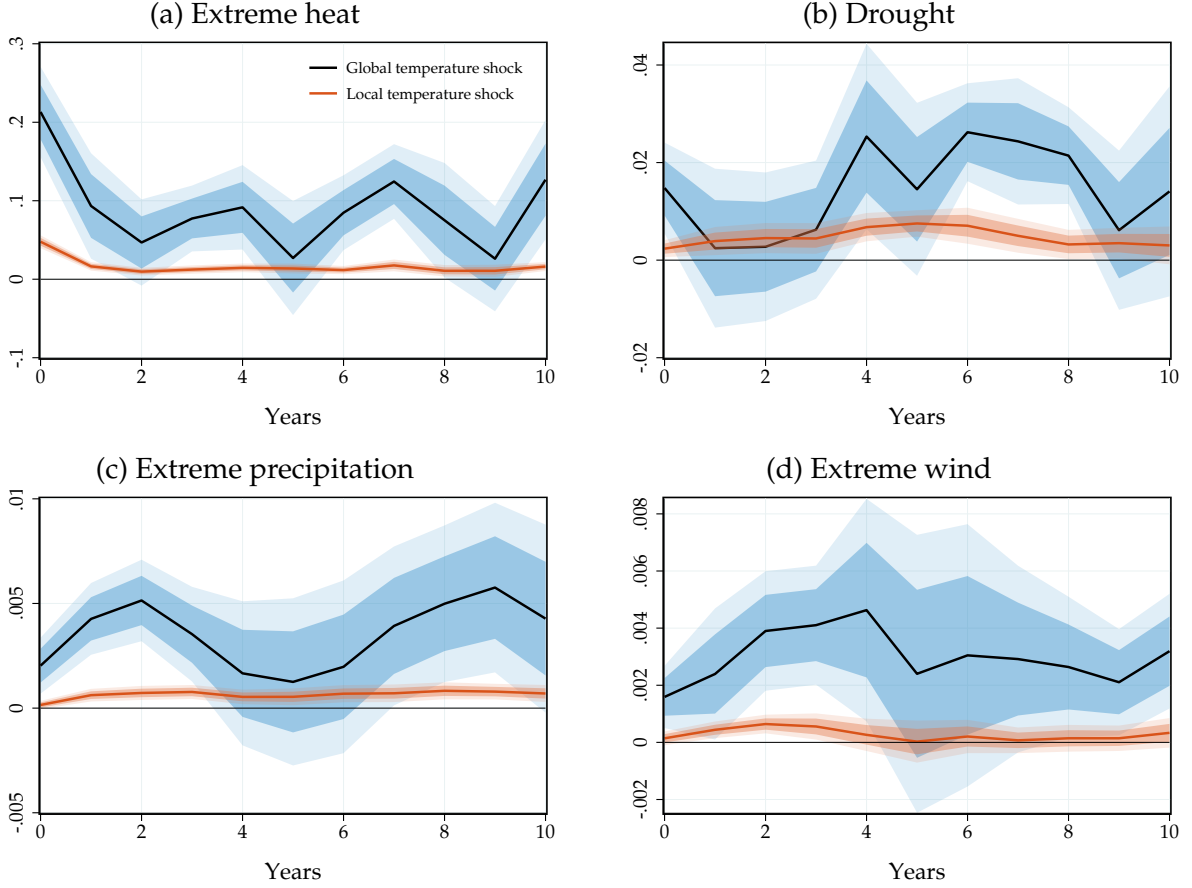 (a) Extreme heat
.3
.2
.1
0
-.1
Global temperature shock
Local temperature shock
0 2 4 6 8 10
Years
(b) Drought
.04
.02
0
-.02
0 2 4 6 8 10
Years
(c) Extreme precipitation
.01
.005
0
-.005
0 2 4 6 8 10
Years
(d) Extreme wind
.008
.006
.004
.002
0
-.002
0 2 4 6 8 10
Years